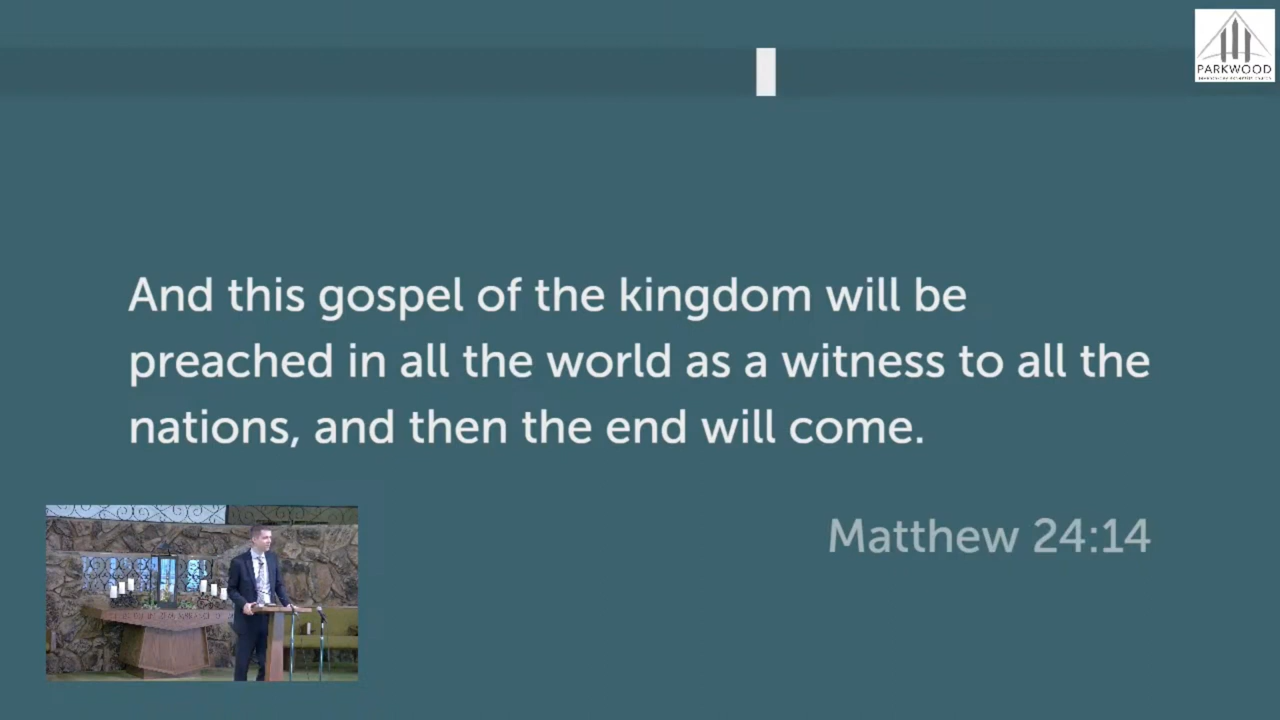 PARKWOOD
And this gospel of the kingdom will be
preached in all the world as a witness to all the
nations, and then the end will come.
Matthew 24:14